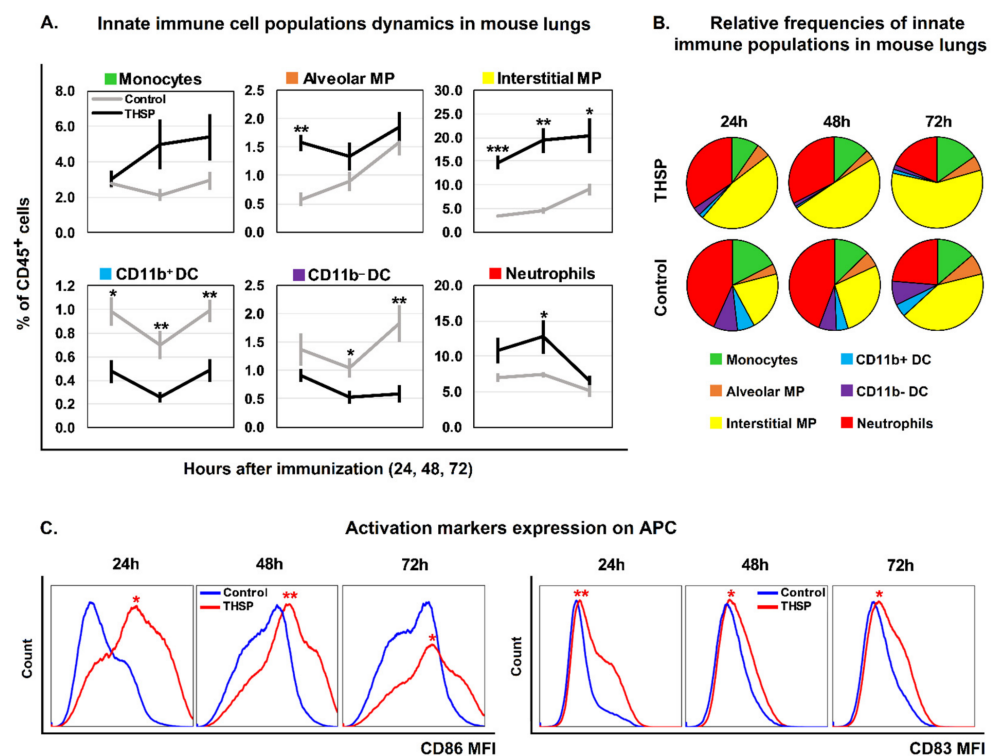 A. Innate immune cell populations dynamics in mouse lungs
B. Relative frequencies of innate
immune populations in mouse lungs
Monocytes
Alveolar MP
Interstitial MP
8.0
6.0
4.0
2.0
0.0
Control
THSP
2.5
2.0
1.5
1.0
0.5
0.0
**
30.0
25.0
20.0
15.0
10.0
5.0
0.0
***
**
*
% of CD45+ cells
CD11b+ DC
CD11b– DC
Neutrophils
1.2
1.0
0.8
0.6
0.4
0.2
0.0
*
**
**
2.5
2.0
1.5
1.0
0.5
0.0
*
**
20.0
15.0
10.0
5.0
0.0
*
Hours after immunization (24, 48, 72)
24h 48h 72h
THSP
Control
Monocytes
CD11b+ DC
Alveolar MP
CD11b- DC
Interstitial MP
Neutrophils
C. Activation markers expression on APC
24h 48h 72h
Count
*
Control
THSP
**
*
CD86 MFI
24h 48h 72h
Count
**
Control
THSP
*
*
CD83 MFI